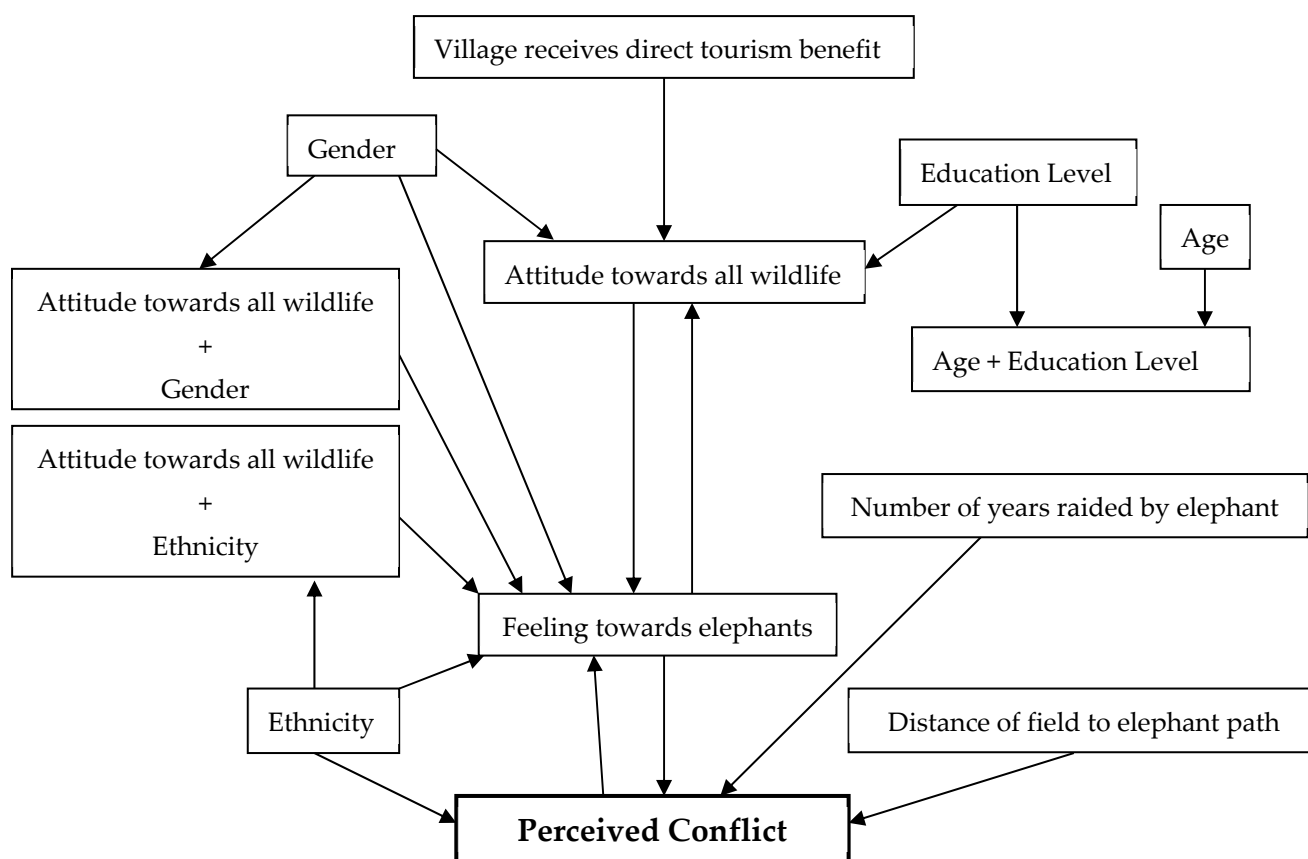 Village receives direct tourism benefit
Gender
Education Level
Age
Attitude towards all wildlife
Attitude towards all wildlife
+
Gender
Age + Education Level
Attitude towards all wildlife
+
Ethnicity
Number of years raided by elephant
Feeling towards elephants
Ethnicity
Distance of field to elephant path
Perceived Conflict